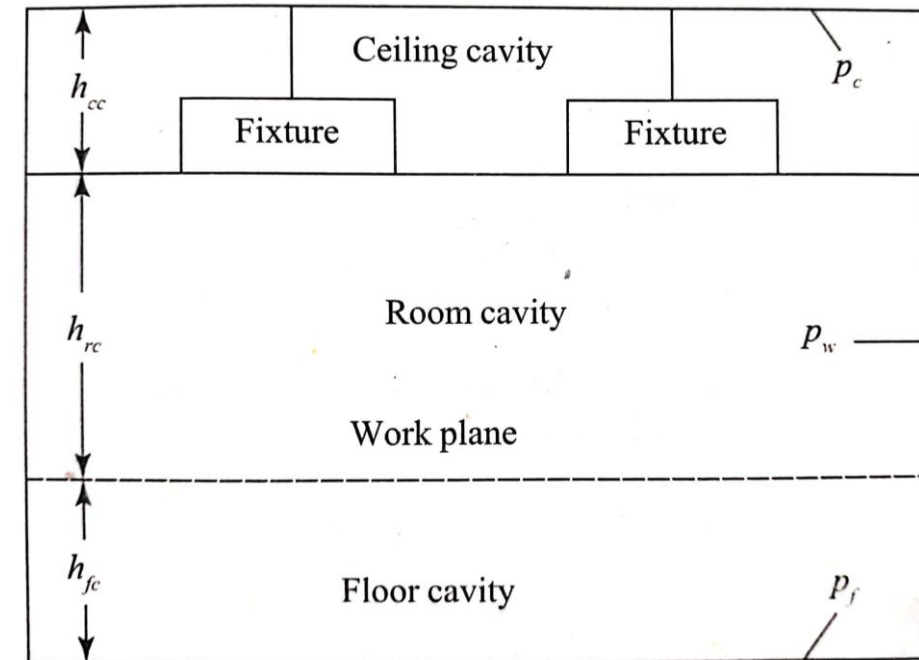 Ceiling cavity
h_cc
p_c
Fixture
Fixture
h_rc
Room cavity
p_w
Work plane
h_fc
Floor cavity
p_f